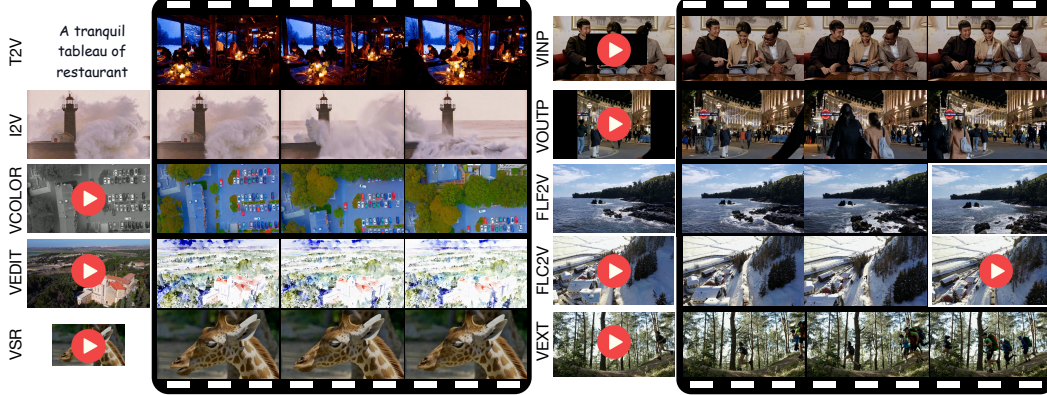 T2V
A tranquil
tableau of
restaurant
I2V
VCOLOR
VEDIT
VSR
VINP
VOUTP
FLF2V
FLC2V
VEXT